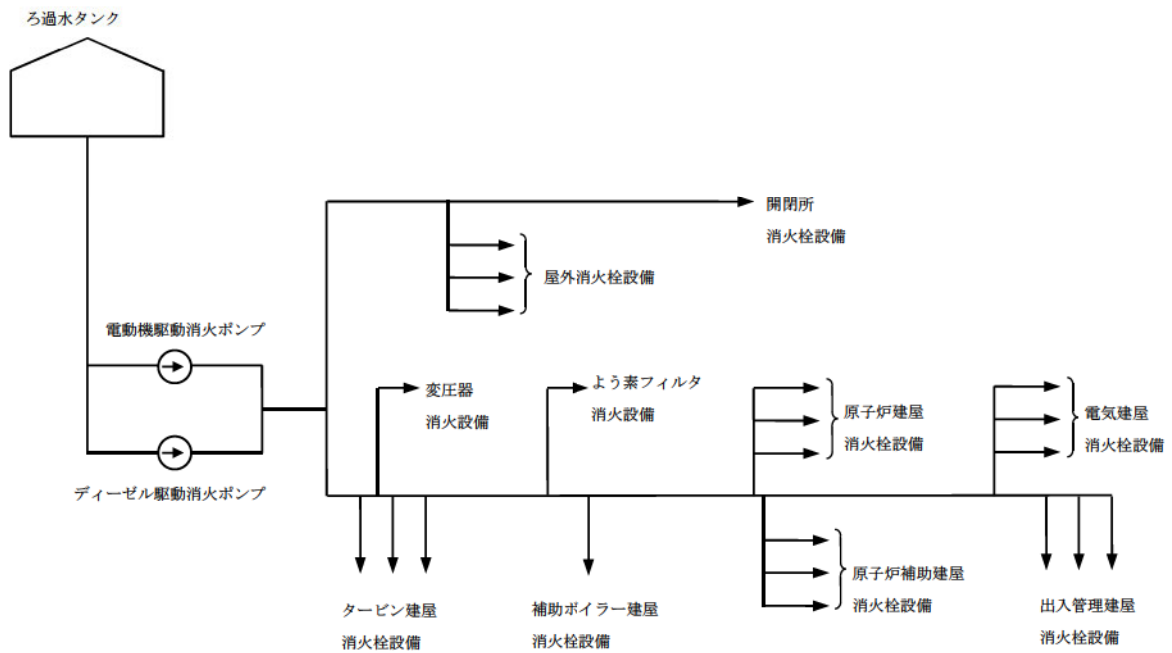 ろ過水タンク
開閉所
消火栓設備
屋外消火栓設備
電動機駆動消火ポンプ
ディーゼル駆動消火ポンプ
変圧器
消火設備
よう素フィルタ
消火設備
原子炉建屋
消火栓設備
電気建屋
消火栓設備
タービン建屋
消火栓設備
補助ボイラー建屋
消火栓設備
原子炉補助建屋
消火栓設備
出入管理建屋
消火栓設備